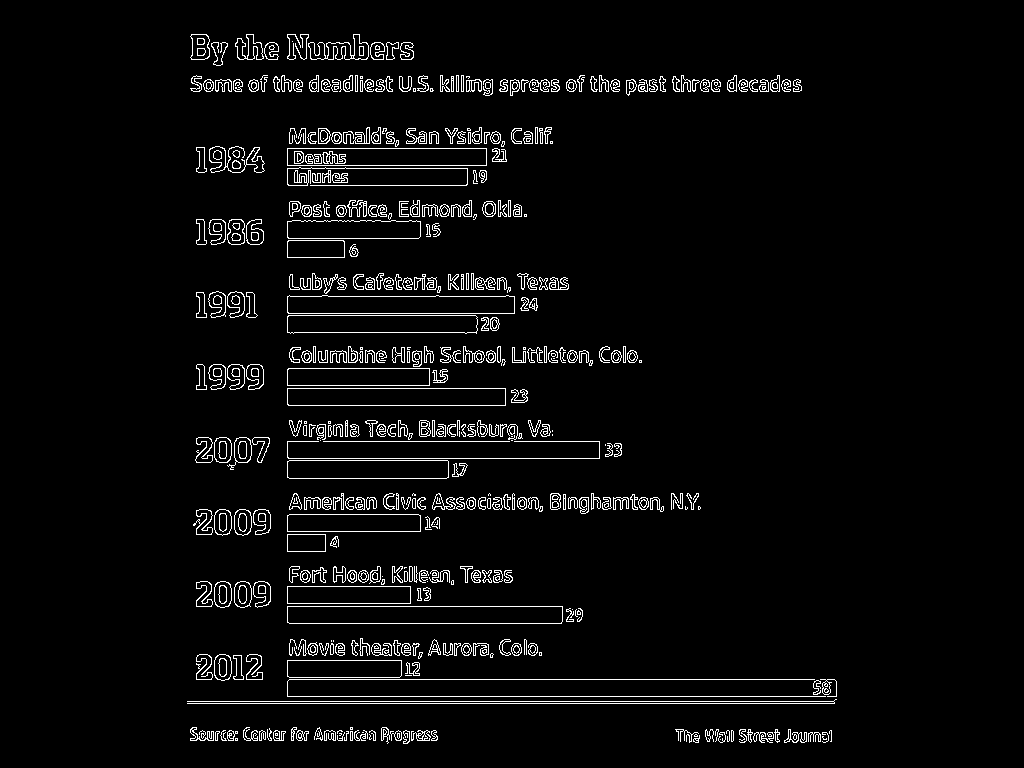 By the Numbers
Some of the deadliest U.S. killing sprees of the past three decades
1984
McDonald's, San Ysidro, Calif.
Deaths 21
Injuries 19
1986
Post office, Edmond, Okla.
15
6
1991
Luby's Cafeteria, Killeen, Texas
24
20
1999
Columbine High School, Littleton, Colo.
15
23
2007
Virginia Tech, Blacksburg, Va.
33
17
2009
American Civic Association, Binghamton, N.Y.
14
4
2009
Fort Hood, Killeen, Texas
13
29
2012
Movie theater, Aurora, Colo.
12
58
Source: Center for American Progress
The Wall Street Journal